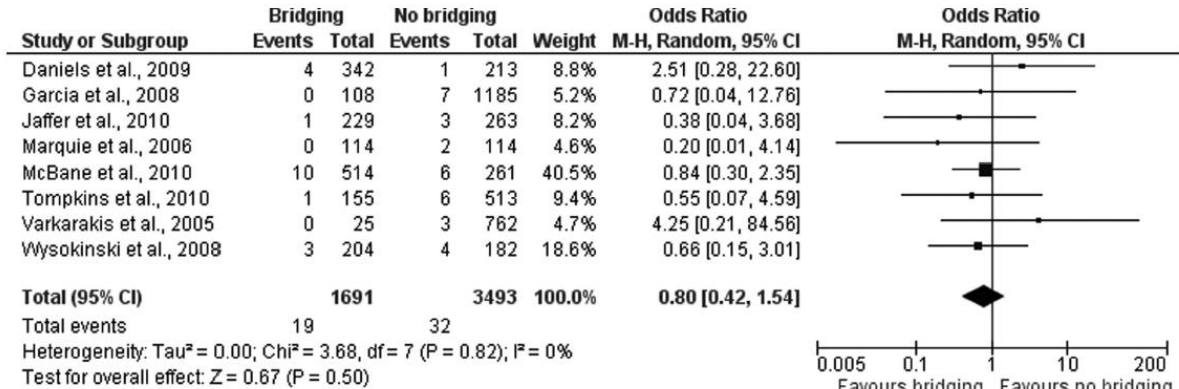 Bridging No bridging Odds Ratio Odds Ratio
Study or Subgroup Events Total Events Total Weight M-H, Random, 95% CI M-H, Random, 95% CI
Daniels et al., 2009 4 342 1 213 8.8% 2.51 [0.28, 22.60]
Garcia et al., 2008 0 108 7 1185 5.2% 0.72 [0.04, 12.76]
Jaffer et al., 2010 1 229 3 263 8.2% 0.38 [0.04, 3.68]
Marquie et al., 2006 0 114 2 114 4.6% 0.20 [0.01, 4.14]
McBane et al., 2010 10 514 6 261 40.5% 0.84 [0.30, 2.35]
Tompkins et al., 2010 1 155 6 513 9.4% 0.55 [0.07, 4.59]
Varkarakis et al., 2005 0 25 3 762 4.7% 4.25 [0.21, 84.56]
Wysokinski et al., 2008 3 204 4 182 18.6% 0.66 [0.15, 3.01]
Total (95% CI) 1691 3493 100.0% 0.80 [0.42, 1.54]
Total events 19 32
Heterogeneity: Tau² = 0.00; Chi² = 3.68, df = 7 (P = 0.82); I² = 0%
Test for overall effect: Z = 0.67 (P = 0.50)
0.005 0.1 1 10 200
Favours bridging Favours no bridging